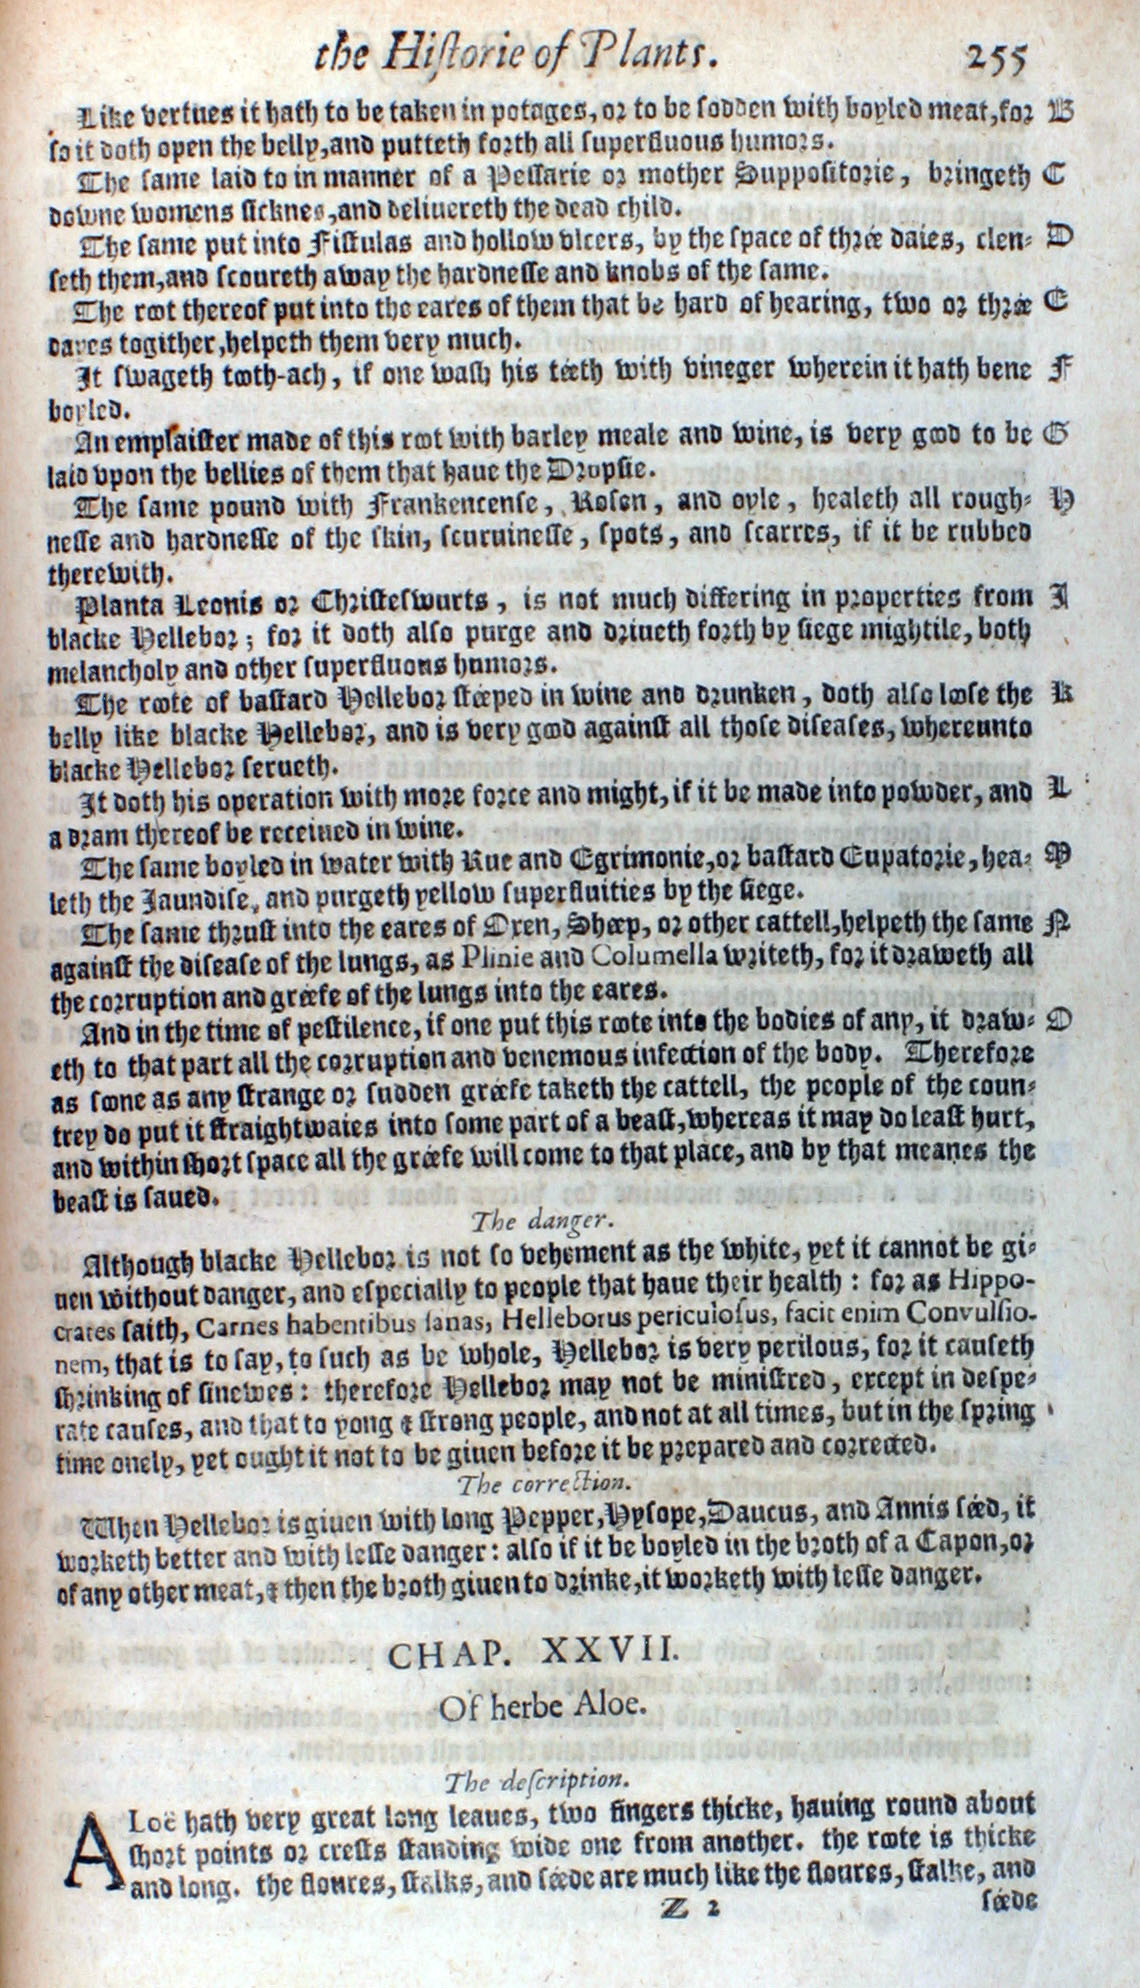 the Hiſtorie of Plants. 255
Like vertues it hath to be taken in potages, or to be ſodden with boyled meat, for B
ſo it doth open the belly, and putteth forth all ſuperfluous humors.
The ſame laid to in manner of a Peſſarie or mother Suppoſitorie, bringeth C
downe womens ſicknes, and deliuereth the dead child.
The ſame put into Fiſtulas and hollow vlcers, by the ſpace of thrée daies, clen-D
ſeth them, and ſcoureth away the hardneſſe and knobs of the ſame.
The root thereof put into the eares of them that be hard of hearing, two or thrée E
dayes togither, helpeth them very much.
It ſwageth tooth-ach, if one waſh his téeth with vineger wherein it hath bene F
boyled.
An emplaiſter made of this root with barley meale and wine, is very good to be G
laid vpon the bellies of them that haue the Dropſie.
The ſame pound with Frankencenſe, Roſen, and oyle, healeth all rough- H
neſſe and hardneſſe of the ſkin, ſcuruineſſe, ſpots, and ſcarres, if it be rubbed
therewith.
Planta Leonis or Chriſteſwurts, is not much differing in properties from I
blacke Hellebor; for it doth alſo purge and driueth forth by ſiege mightile, both
melancholy and other ſuperfluous humors.
The roote of baſtard Hellebor ſtéeped in wine and drunken, doth alſo looſe the K
belly like blacke Hellebor, and is very good againſt all thoſe diſeaſes, whereunto
blacke Hellebor ſerueth.
It doth his operation with more force and might, if it be made into powder, and L
a dram thereof be receiued in wine.
The ſame boyled in water with Rue and Egrimonie, or baſtard Eupatorie, hea- M
leth the Jaundiſe, and purgeth yellow ſuperfluities by the ſiege.
The ſame thruſt into the eares of Oxen, Shéep, or other cattell, helpeth the ſame N
againſt the diſeaſe of the lungs, as Plinie and Columella writeth, for it draweth all
the corruption and gréefe of the lungs into the eares.
And in the time of peſtilence, if one put this roote into the bodies of any, it draw- O
eth to that part all the corruption and venemous infection of the body. Therefore
as ſoone as any ſtrange or ſudden gréefe taketh the cattell, the people of the coun-
trey do put it ſtraightwaies into ſome part of a beaſt, whereas it may do leaſt hurt,
and within ſhort ſpace all the gréefe will come to that place, and by that meanes the
beaſt is ſaued.
The danger.
Although blacke Hellebor is not ſo vehement as the white, yet it cannot be gi-
uen without danger, and eſpecially to people that haue their health: for as Hippo-
crates ſaith, Carnes habentibus ſanas, Helleborus periculoſus, facit enim Convulſio-
nem, that is to ſay, to ſuch as be whole, Hellebor is very perilous, for it cauſeth
ſhrinking of ſinewes: therefore Hellebor may not be miniſtred, except in deſpe-
rate cauſes, and that to yong & ſtrong people, and not at all times, but in the ſpring
time onely, yet ought it not to be giuen before it be prepared and corrected.
The correction.
When Hellebor is giuen with long Pepper, Hyſope, Daucus, and Annis ſéed, it
worketh better and with leſſe danger: alſo if it be boyled in the broth of a Capon, or
of any other meat, & then the broth giuen to drinke, it worketh with leſſe danger.
CHAP. XXVII.
Of herbe Aloe.
The deſcription.
ALoë hath very great long leaues, two fingers thicke, hauing round about
ſhort points or creſts ſtanding wide one from another. the roote is thicke
and long. the floures, ſtalks, and ſéede are much like the floures, ſtalke, and
Z 2 ſéede